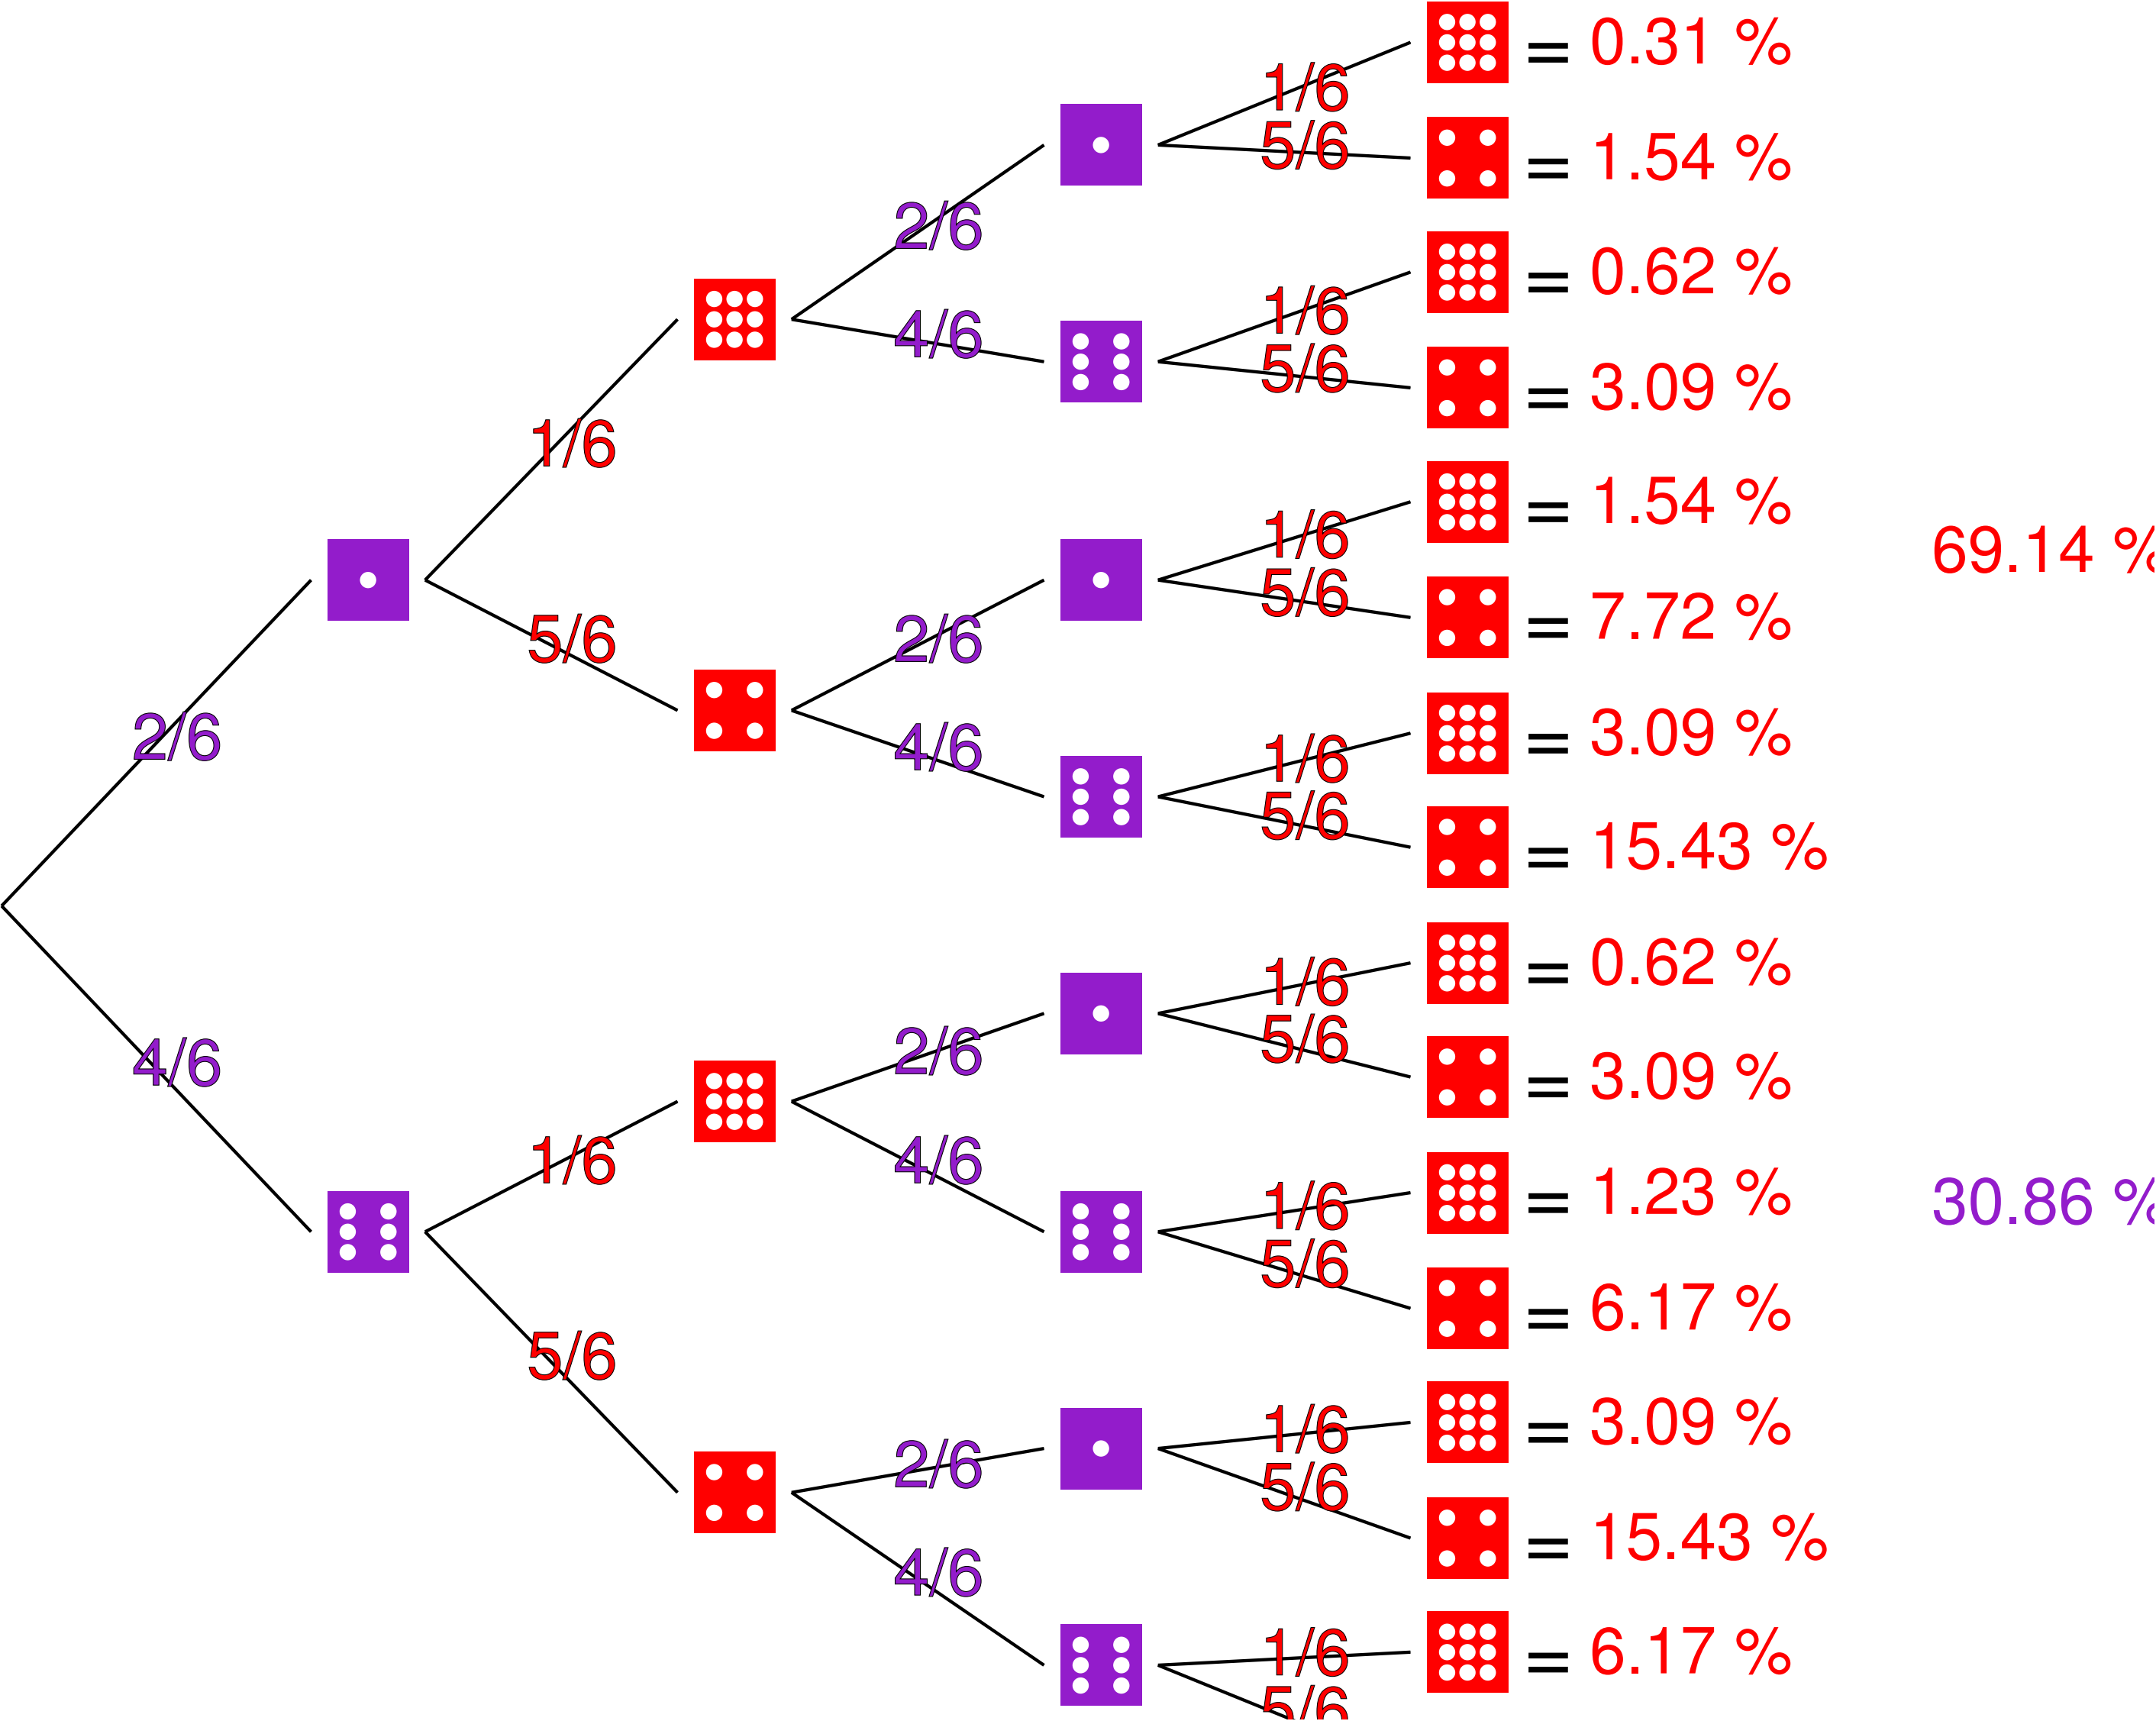 = 0.31 %
1/6
5/6
= 1.54 %
2/6
= 0.62 %
1/6
4/6
5/6
= 3.09 %
1/6
= 1.54 %
1/6
69.14 %
5/6
= 7.72 %
5/6
2/6
2/6
= 3.09 %
4/6
1/6
5/6
= 15.43 %
= 0.62 %
1/6
4/6
2/6
5/6
= 3.09 %
1/6
4/6
= 1.23 %
1/6
30.86 %
5/6
= 6.17 %
5/6
1/6
= 3.09 %
2/6
5/6
= 15.43 %
4/6
1/6
= 6.17 %
5/6